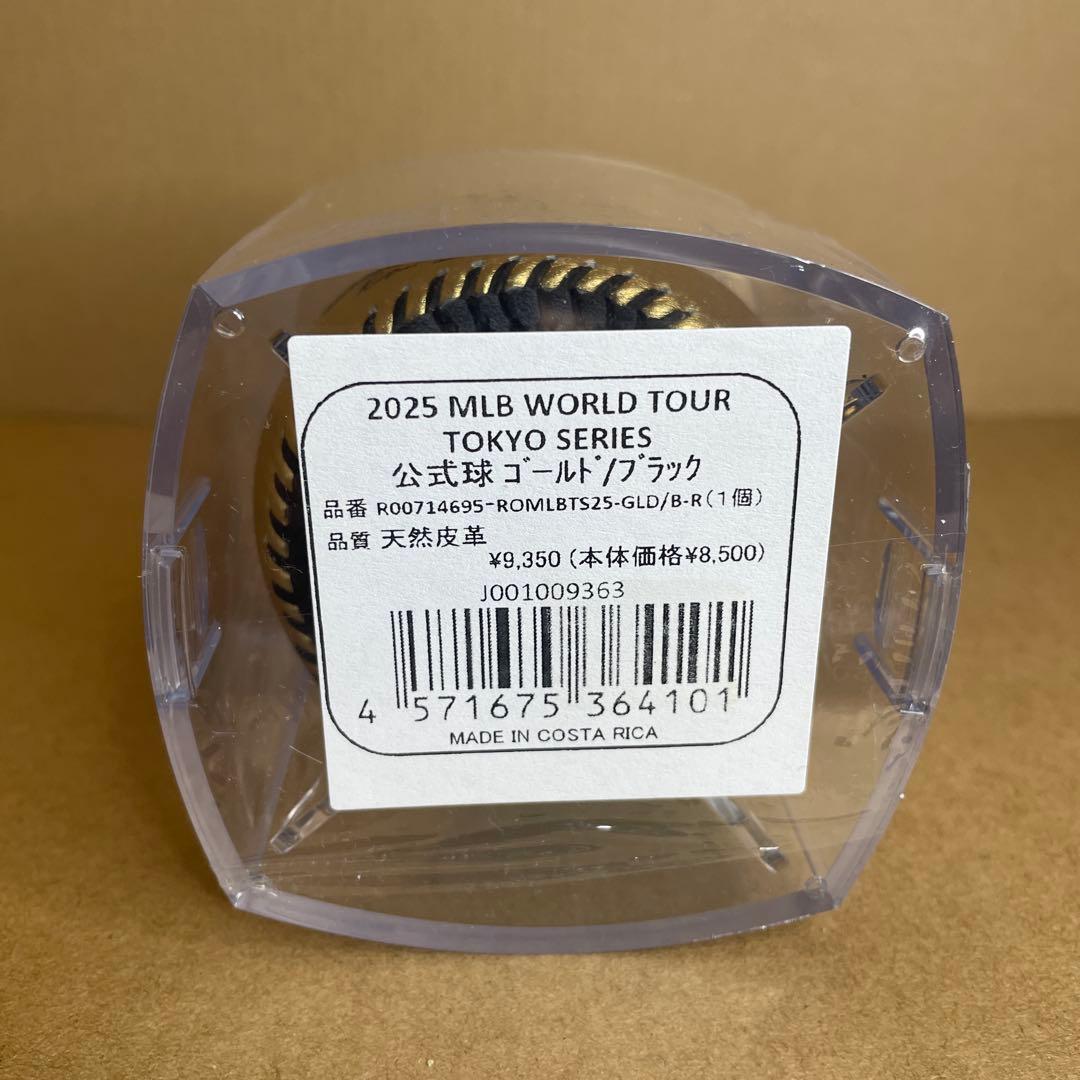 2025 MLB WORLD TOUR
TOKYO SERIES
公式球 ｺﾞｰﾙﾄﾞ/ﾌﾞﾗｯｸ
品番 R00714695-ROMLBTS25-GLD/B-R(１個)
品質 天然皮革
¥9,350 (本体価格¥8,500)
J001009363
4 571675 364101
MADE IN COSTA RICA